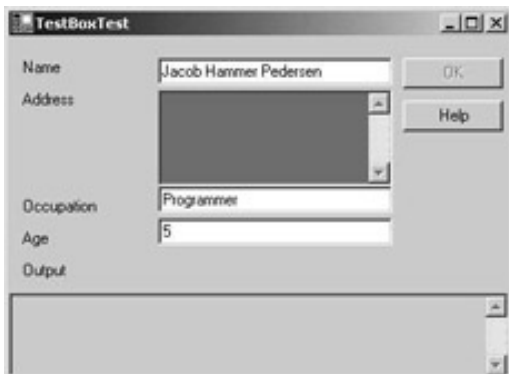 TestBoxTest
Name
Jacob Hammer Pedersen
OK
Address
Help
Occupation
Programmer
Age
5
Output